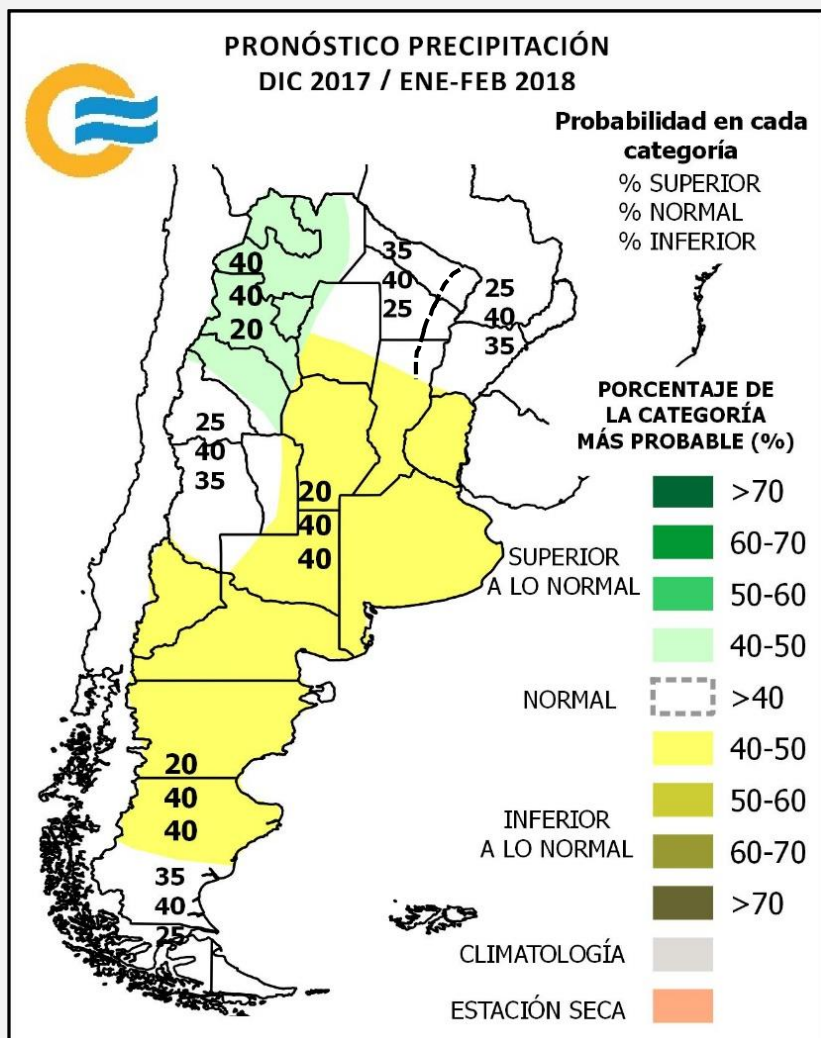 PRONÓSTICO PRECIPITACIÓN
DIC 2017 / ENE-FEB 2018
Probabilidad en cada
categoría
% SUPERIOR
% NORMAL
% INFERIOR
40
40
20
35
40
25
25
40
35
25
40
35
20
40
40
20
40
40
35
40
25
PORCENTAJE DE
LA CATEGORÍA
MÁS PROBABLE (%)
SUPERIOR
A LO NORMAL
>70
60-70
50-60
40-50
NORMAL
>40
INFERIOR
A LO NORMAL
40-50
50-60
60-70
>70
CLIMATOLOGÍA
ESTACIÓN SECA